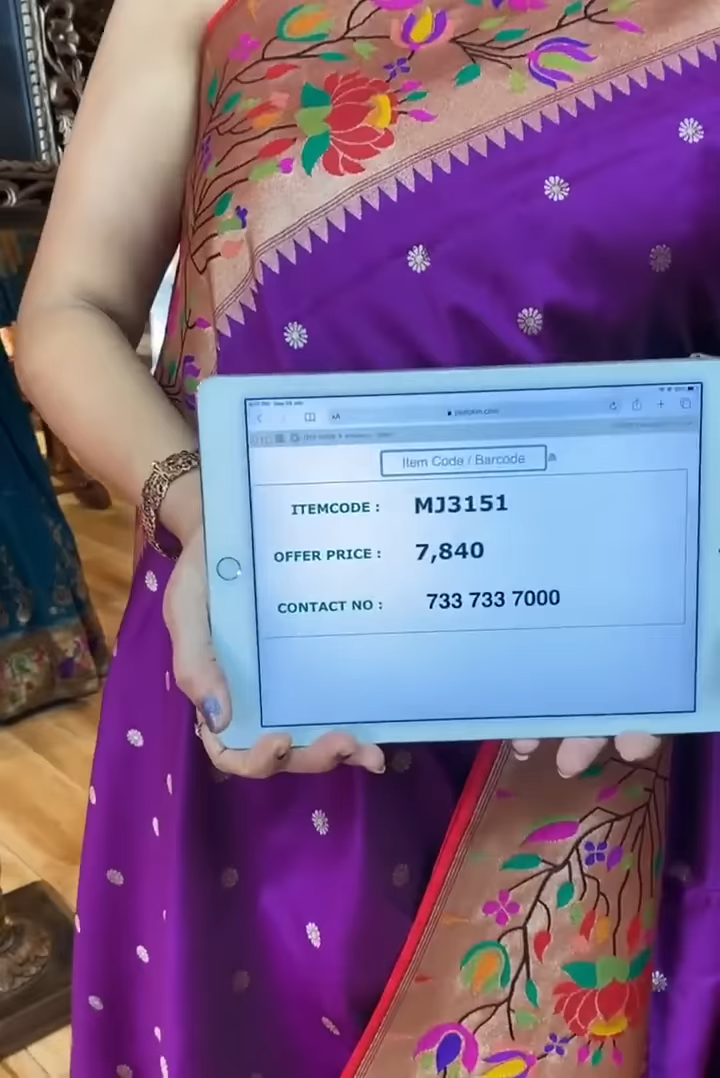 Item Code / Barcode
ITEMCODE : MJ3151
OFFER PRICE : 7,840
CONTACT NO : 733 733 7000